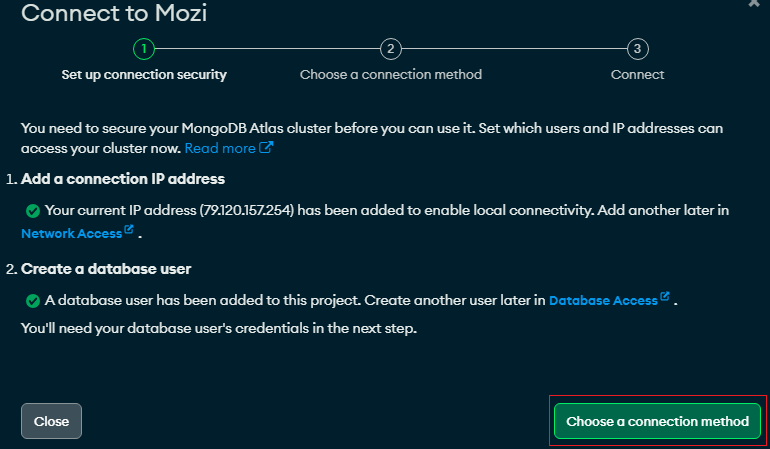 Connect to Mozi
1 2 3
Set up connection security Choose a connection method Connect
You need to secure your MongoDB Atlas cluster before you can use it. Set which users and IP addresses can
access your cluster now. Read more
1. Add a connection IP address
Your current IP address (79.120.157.254) has been added to enable local connectivity. Add another later in
Network Access .
2. Create a database user
A database user has been added to this project. Create another user later in Database Access .
You'll need your database user's credentials in the next step.
Close Choose a connection method